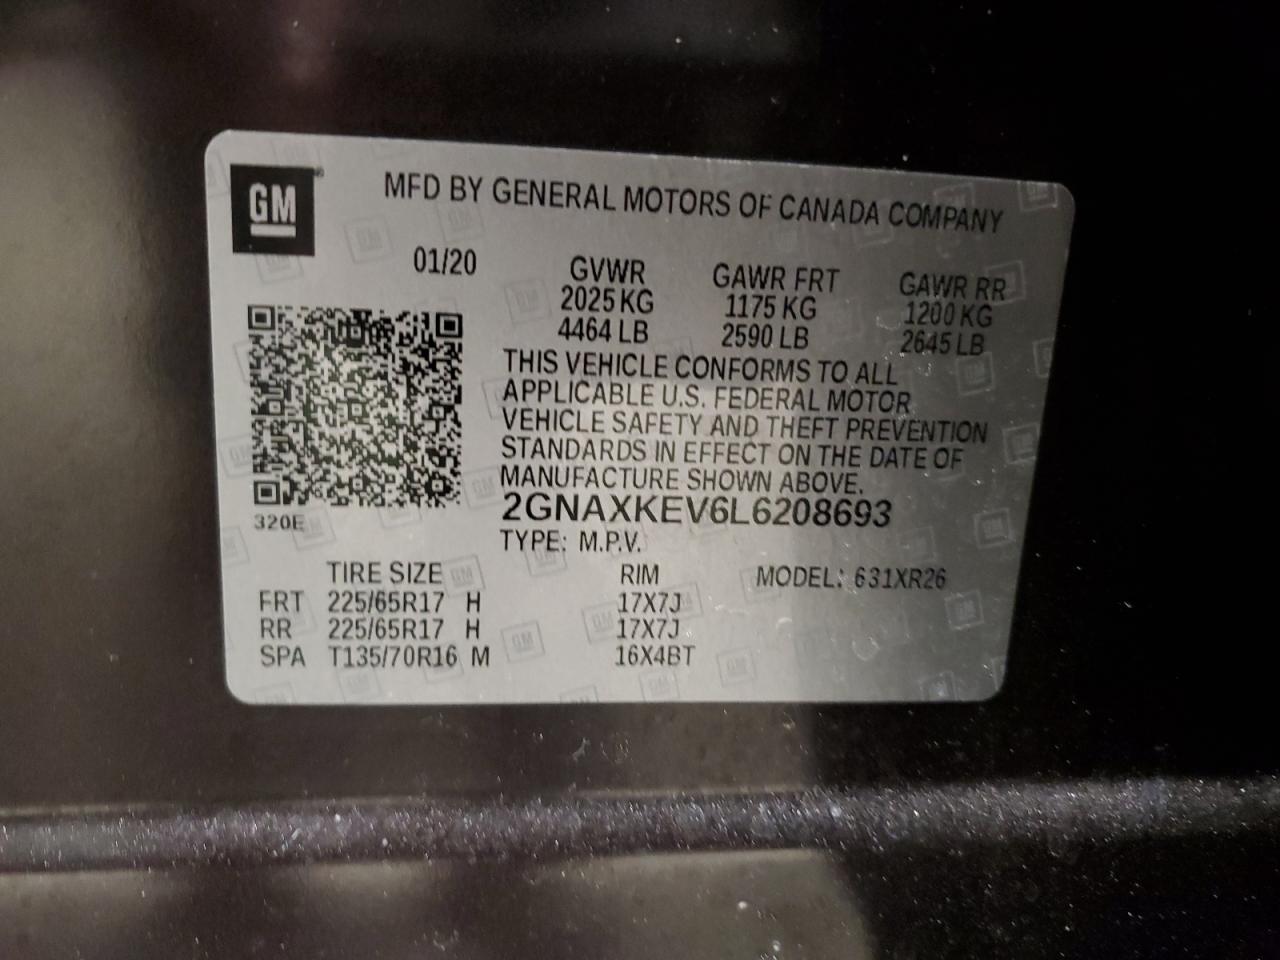 GM
MFD BY GENERAL MOTORS OF CANADA COMPANY
01/20
GVWR GAWR FRT GAWR RR
2025 KG 1175 KG 1200 KG
4464 LB 2590 LB 2645 LB
THIS VEHICLE CONFORMS TO ALL
APPLICABLE U.S. FEDERAL MOTOR
VEHICLE SAFETY AND THEFT PREVENTION
STANDARDS IN EFFECT ON THE DATE OF
MANUFACTURE SHOWN ABOVE.
2GNAXKEV6L6208693
320E
TYPE: M.P.V.
TIRE SIZE RIM MODEL: 631XR26
FRT 225/65R17 H 17X7J
RR 225/65R17 H 17X7J
SPA T135/70R16 M 16X4BT